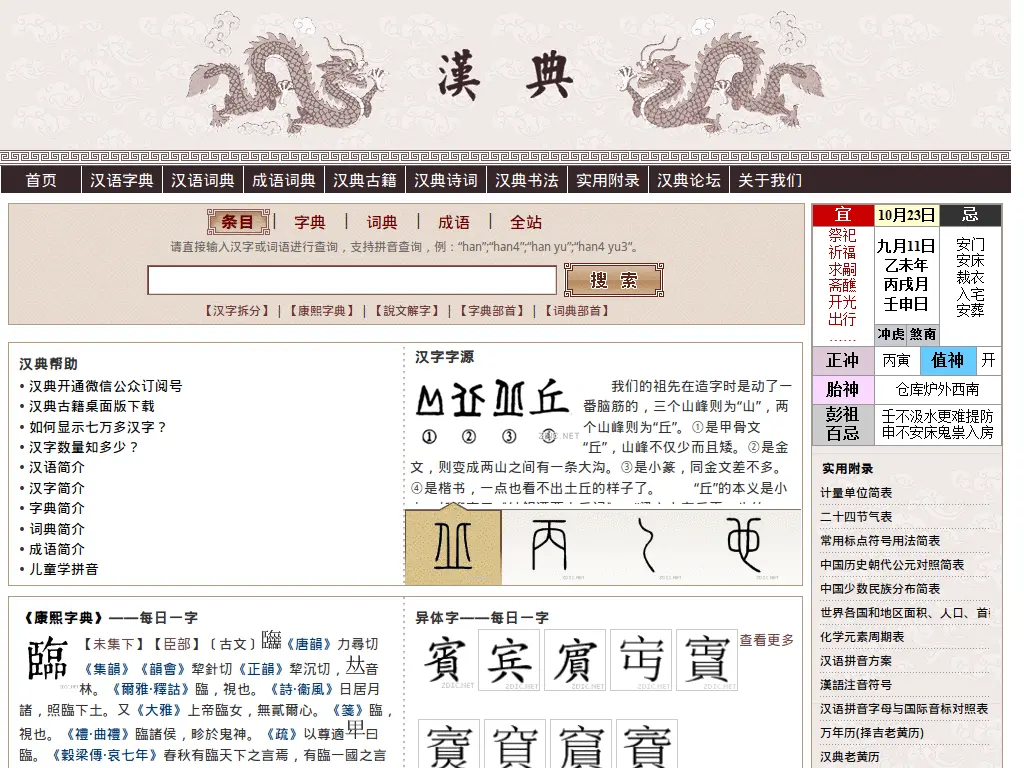 漢 典
首页 汉语字典 汉语词典 成语词典 汉典古籍 汉典诗词 汉典书法 实用附录 汉典论坛 关于我们
条目 | 字典 | 词典 | 成语 | 全站
请直接输入汉字或词语进行查询，支持拼音查询，例：“han”;“han4”;“han yu”;“han4 yu3”。
搜 索
【汉字拆分】 | 【康熙字典】 | 【說文解字】 | 【字典部首】 | 【词典部首】
宜 10月23日 忌
祭祀
祈福
求嗣
斋醮
开光
出行
……
九月11日
乙未年
丙戌月
壬申日
冲虎 煞南
安门
安床
裁衣
入宅
安葬
正冲 丙寅 值神 开
胎神 仓库炉外西南
彭祖
百忌
壬不汲水更难提防
申不安床鬼祟入房
汉典帮助
• 汉典开通微信公众订阅号
• 汉典古籍桌面版下载
• 如何显示七万多汉字？
• 汉字数量知多少？
• 汉语简介
• 汉字简介
• 字典简介
• 词典简介
• 成语简介
• 儿童学拼音
汉字字源
丘
① ② ③ ④
ZDIC.NET
我们的祖先在造字时是动了一
番脑筋的，三个山峰则为“山”，两
个山峰则为“丘”。①是甲骨文
“丘”，山峰不仅少而且矮。②是金
文，则变成两山之间有一条大沟。③是小篆，同金文差不多。
④是楷书，一点也看不出土丘的样子了。 “丘”的本义是小
《康熙字典》——每日一字
臨
【未集下】【臣部】〔古文〕《唐韻》力尋切
《集韻》《韻會》犂針切《正韻》犂沉切，𠀤音
林。《爾雅·釋詁》臨，視也。《詩·衞風》日居月
諸，照臨下土。又《大雅》上帝臨女，無貳爾心。《箋》臨，
視也。《禮·曲禮》臨諸侯，畛於鬼神。《疏》以尊適𤰞曰
臨。《穀梁傳·哀七年》春秋有臨天下之言焉，有臨一國之言
异体字——每日一字
賓 宾
ZDIC.NET ZDIC.NET ZDIC.NET ZDIC.NET ZDIC.NET
查看更多
实用附录
计量单位简表
二十四节气表
常用标点符号用法简表
中国历史朝代公元对照简表
中国少数民族分布简表
世界各国和地区面积、人口、首
化学元素周期表
汉语拼音方案
漢語注音符号
汉语拼音字母与国际音标对照表
万年历(择吉老黄历)
汉典老黄历